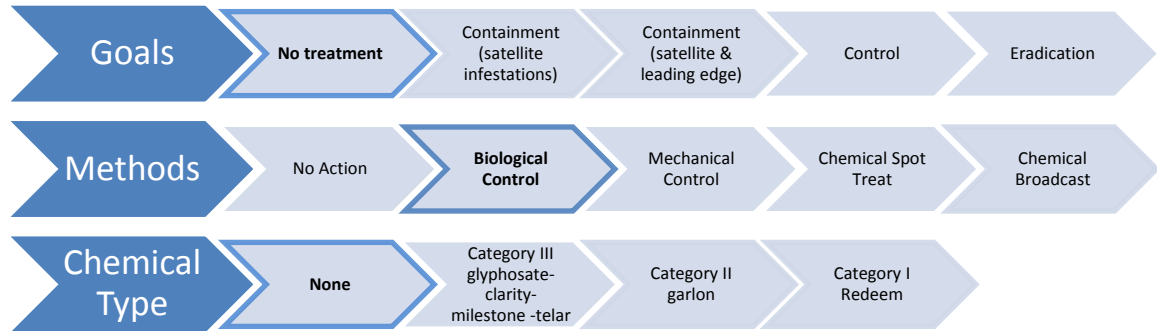 Goals
No treatment
Containment
(satellite
infestations)
Containment
(satellite &
leading edge)
Control
Eradication
Methods
No Action
Biological
Control
Mechanical
Control
Chemical Spot
Treat
Chemical
Broadcast
Chemical
Type
None
Category III
glyphosate-
clarity-
milestone -telar
Category II
garlon
Category I
Redeem